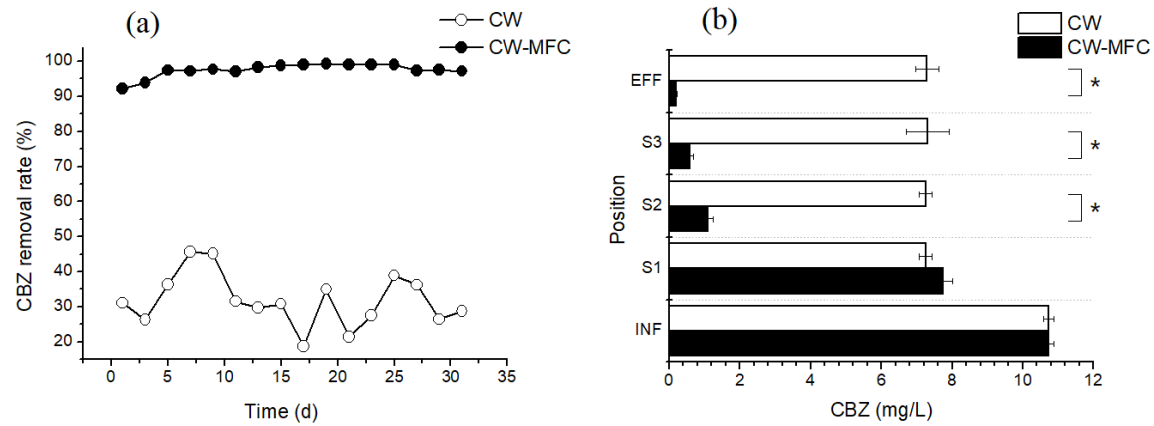 (a)
CW
CW-MFC
100
90
80
70
60
50
40
30
20
CBZ removal rate (%)
0
5
10
15
20
25
30
35
Time (d)
(b)
CW
CW-MFC
EFF
S3
S2
S1
INF
Position
*
*
*
0
2
4
6
8
10
12
CBZ (mg/L)